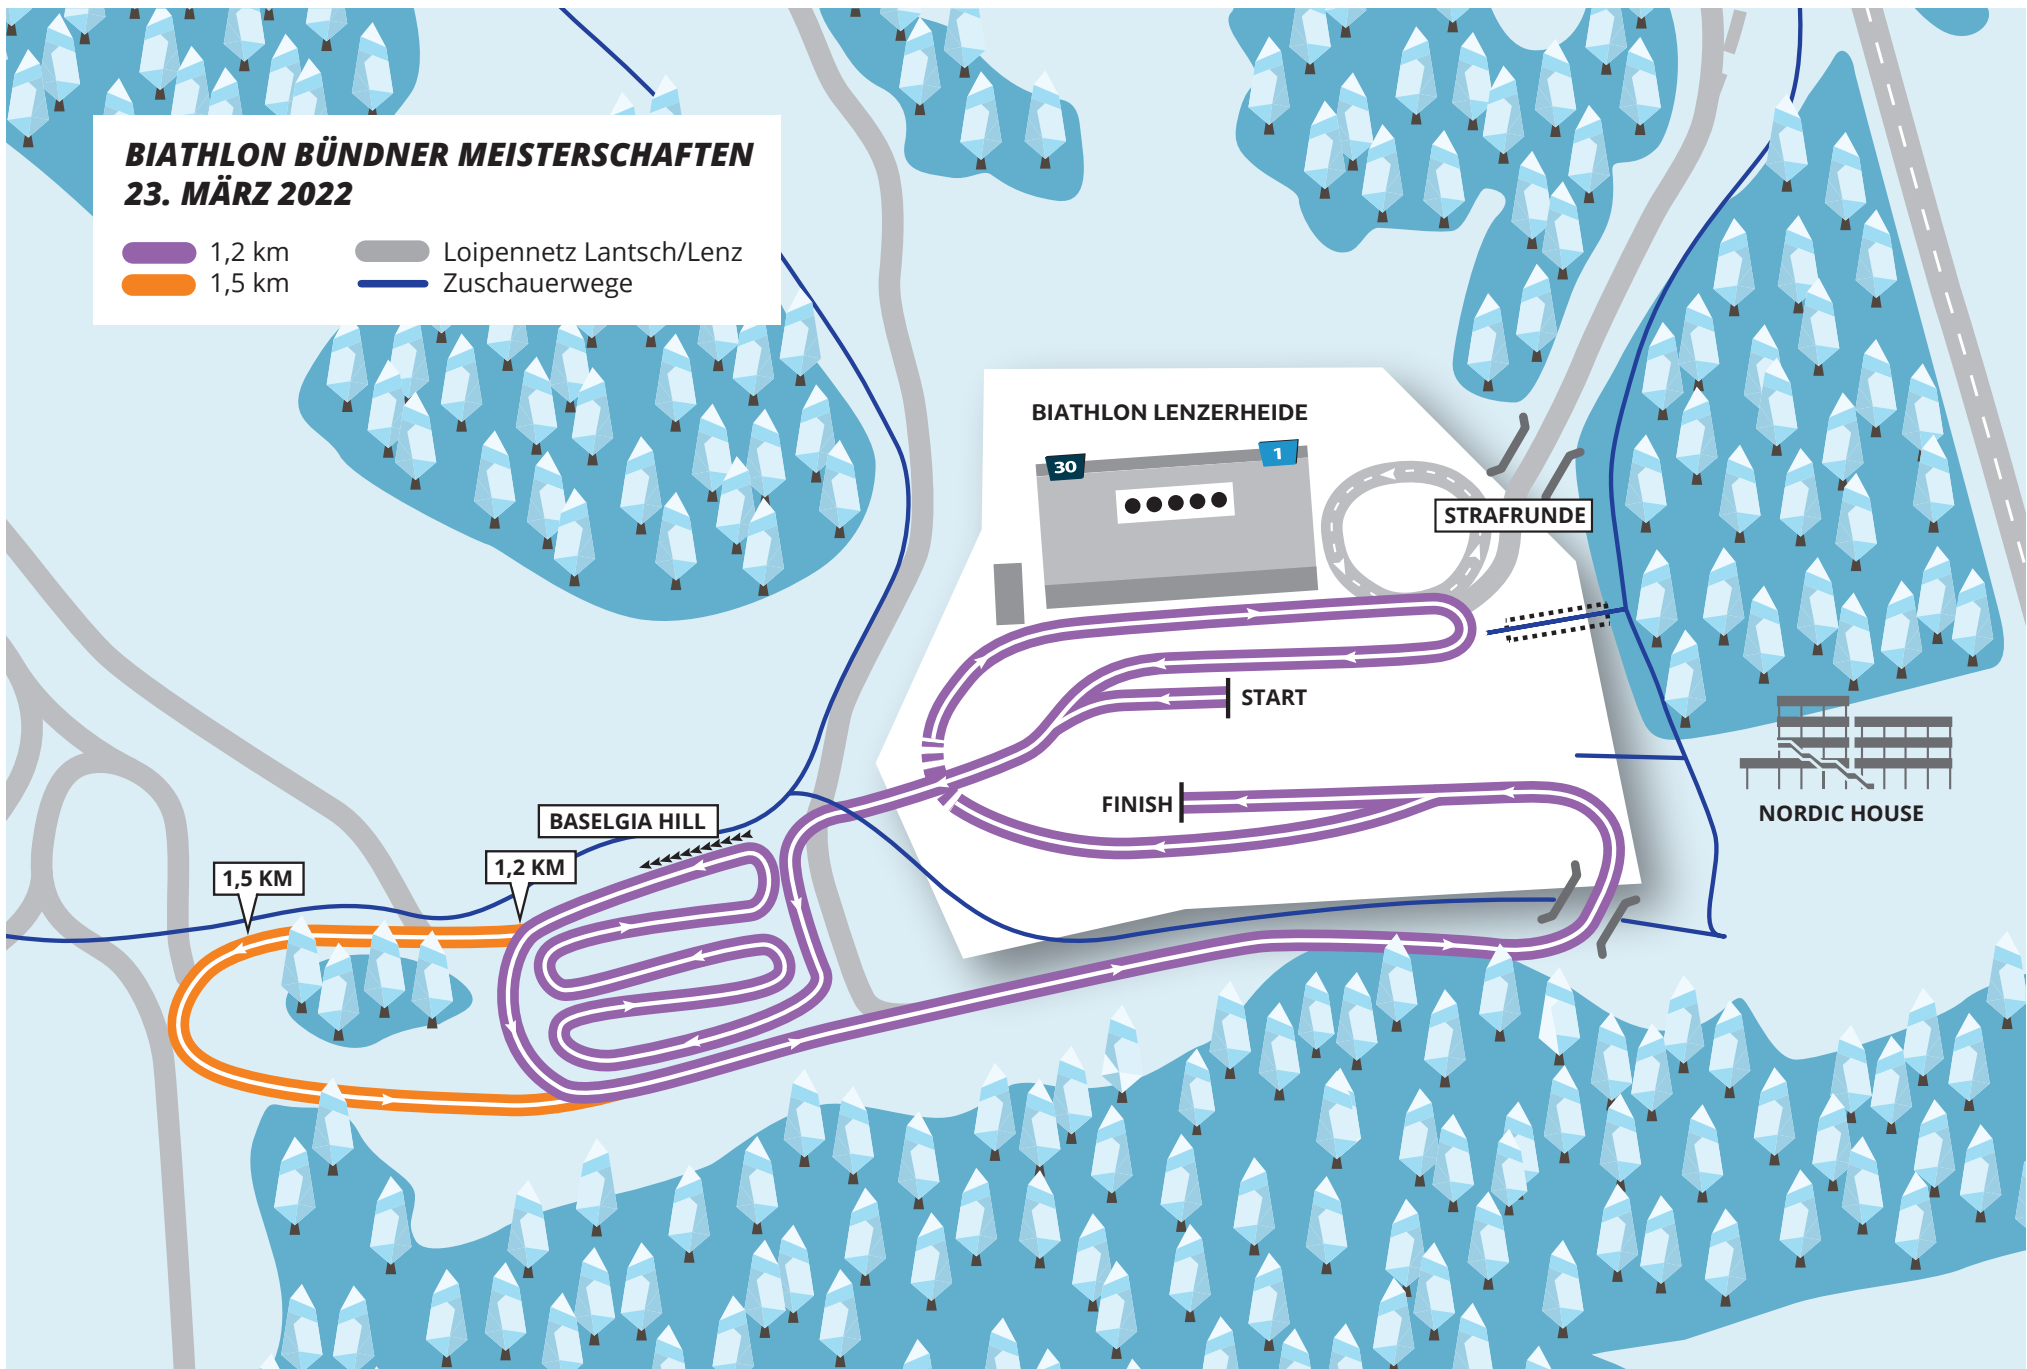 BIATHLON BÜNDNER MEISTERSCHAFTEN
23. MÄRZ 2022
1,2 km
Loipennetz Lantsch/Lenz
1,5 km
Zuschauerwege
BIATHLON LENZERHEIDE
30
1
STRAFRUNDE
START
FINISH
NORDIC HOUSE
BASELGIA HILL
1,2 KM
1,5 KM